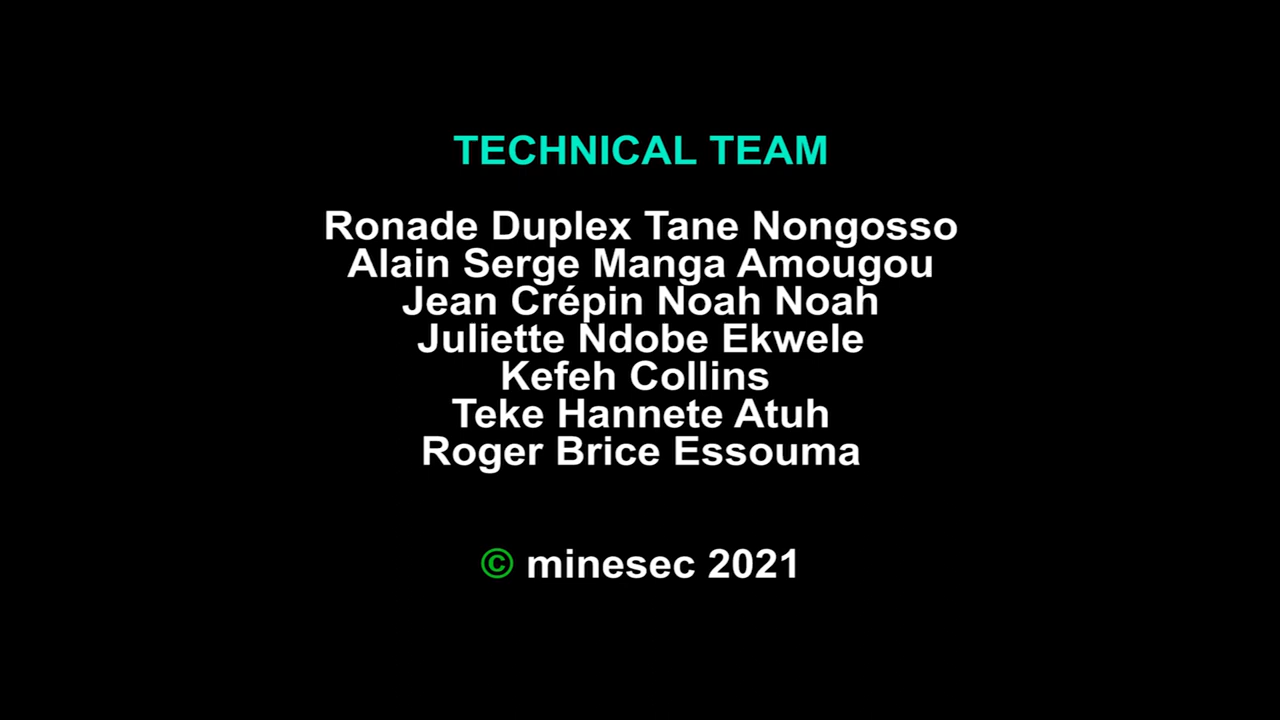 TECHNICAL TEAM
Ronade Duplex Tane Nongosso
Alain Serge Manga Amougou
Jean Crépin Noah Noah
Juliette Ndobe Ekwele
Kefeh Collins
Teke Hannete Atuh
Roger Brice Essouma
© minesec 2021